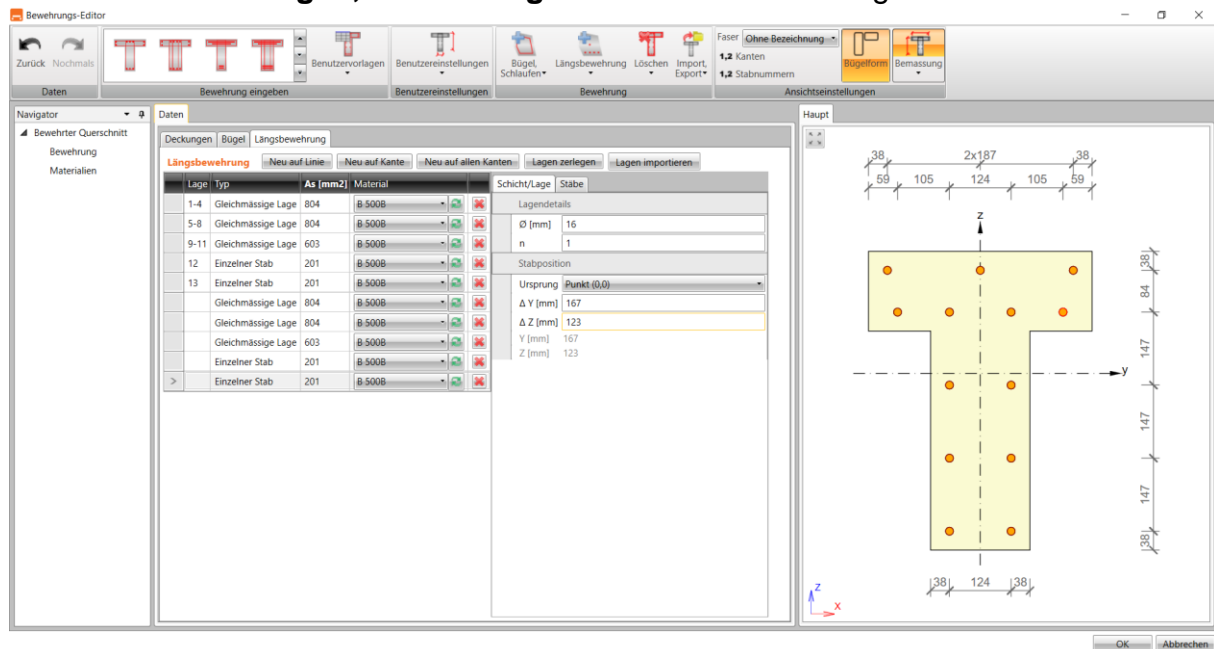 Bewehrungs-Editor
Zurück Nochmals
Daten
Bewehrung eingeben
Benutzervorlagen
Benutzereinstellungen
Benutzereinstellungen
Bügel, Schlaufen
Längsbewehrung
Löschen
Import, Export
Bewehrung
Faser Ohne Bezeichnung
1,2 Kanten
1,2 Stabnummern
Bügelform
Bemassung
Ansichtseinstellungen
Navigator
Bewehrter Querschnitt
Bewehrung
Materialien
Daten
Deckungen Bügel Längsbewehrung
Längsbewehrung Neu auf Linie Neu auf Kante Neu auf allen Kanten Lagen zerlegen Lagen importieren
Lage Typ As [mm2] Material
1-4 Gleichmässige Lage 804 B 500B
5-8 Gleichmässige Lage 804 B 500B
9-11 Gleichmässige Lage 603 B 500B
12 Einzelner Stab 201 B 500B
13 Einzelner Stab 201 B 500B
Gleichmässige Lage 804 B 500B
Gleichmässige Lage 804 B 500B
Gleichmässige Lage 603 B 500B
Einzelner Stab 201 B 500B
> Einzelner Stab 201 B 500B
Schicht/Lage Stäbe
Lagendetails
Ø [mm] 16
n 1
Stabposition
Ursprung Punkt (0,0)
Δ Y [mm] 167
Δ Z [mm] 123
Y [mm] 167
Z [mm] 123
Haupt
38 2x187 38
59 105 124 105 59
z
38
84
147
y
147
147
38
38 124 38
Z
X
OK Abbrechen